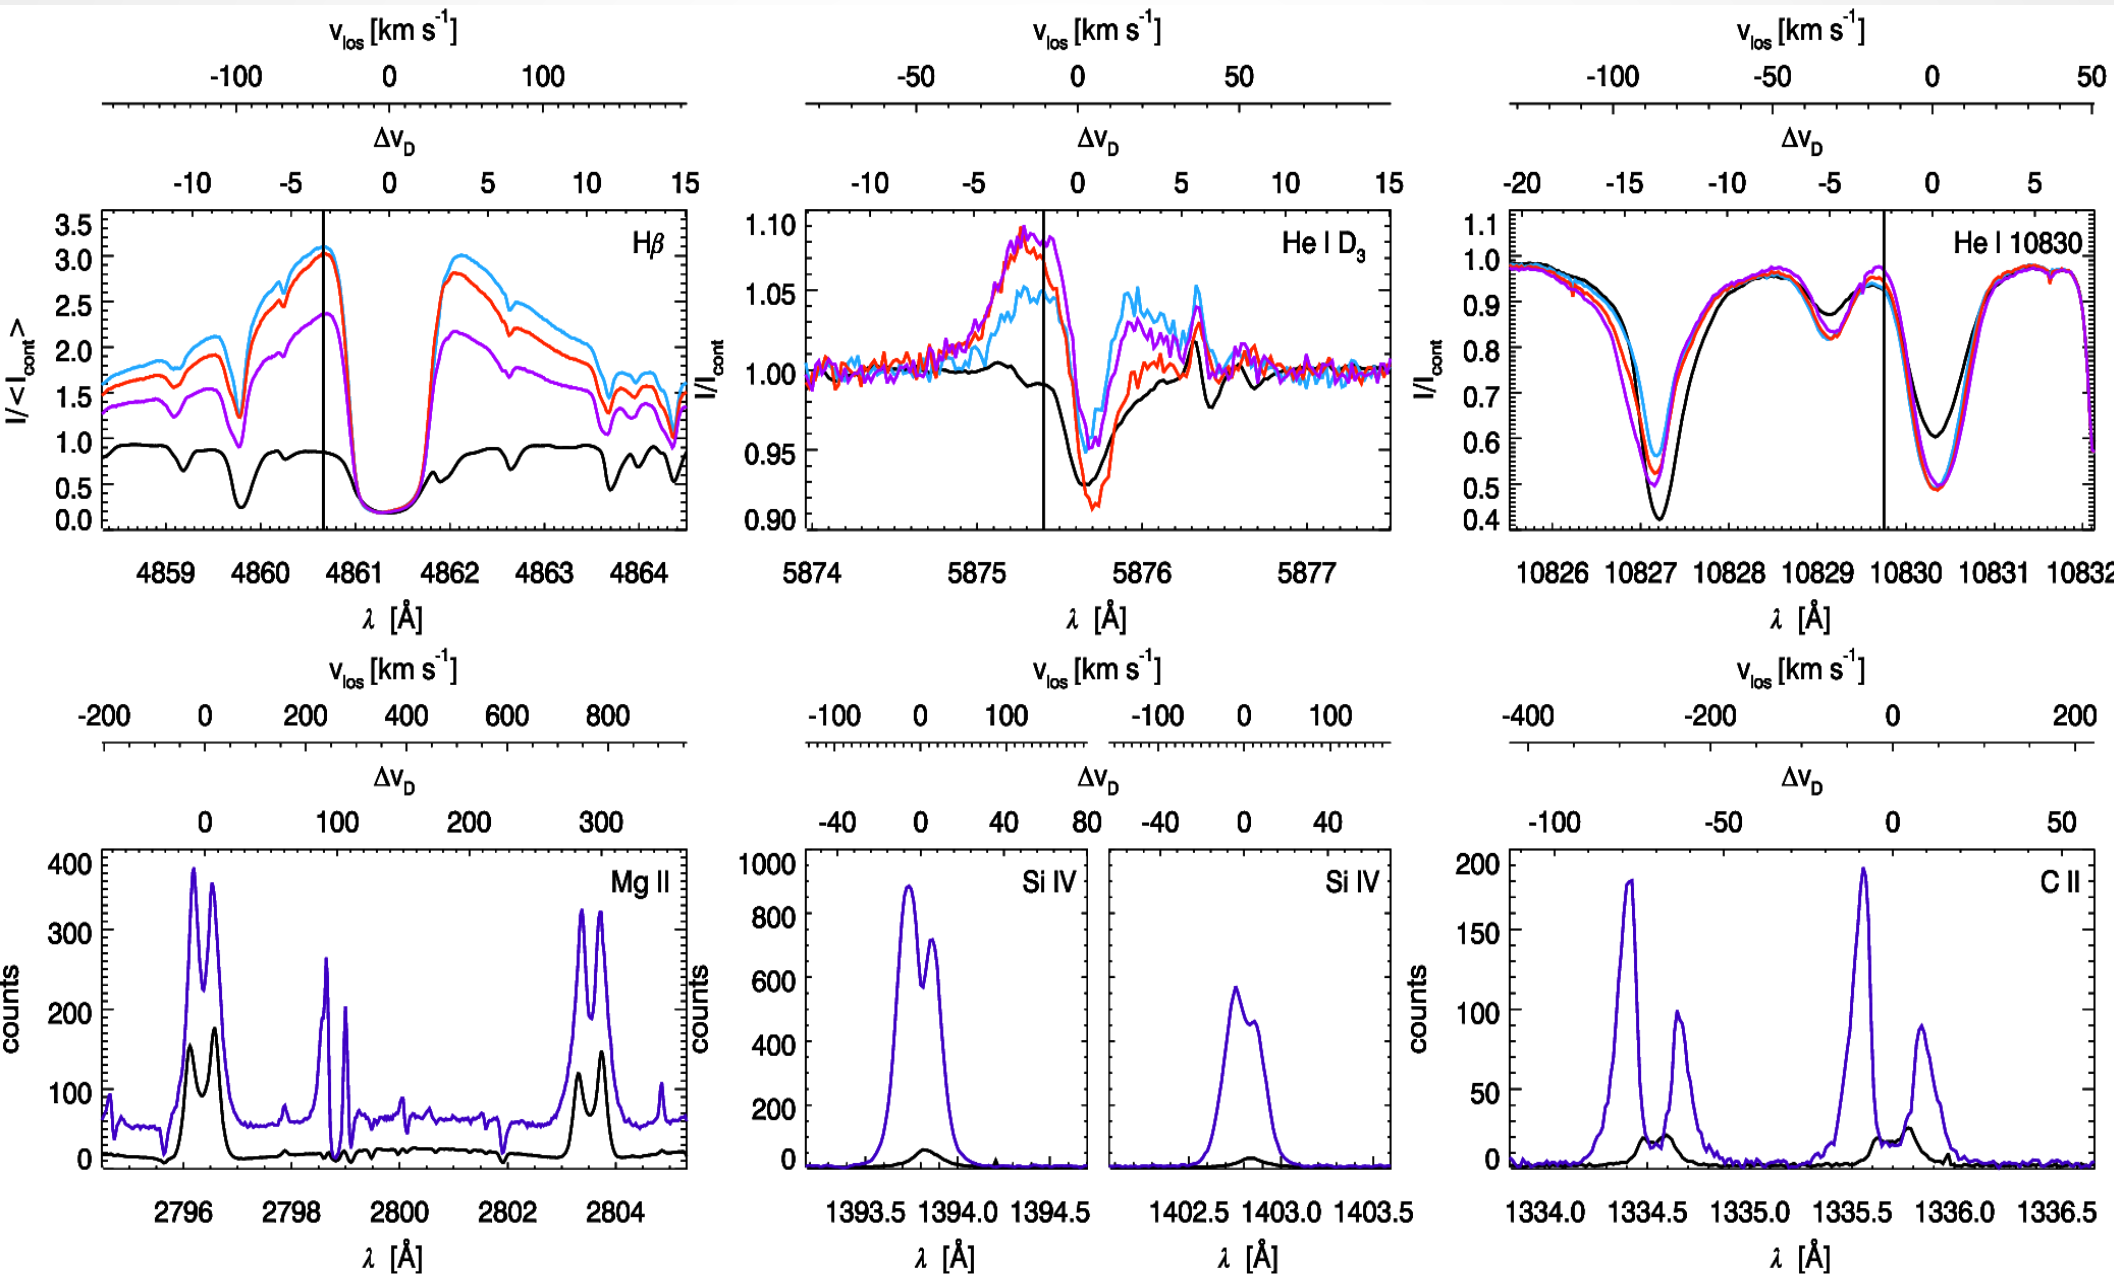 v_los [km s^-1] v_los [km s^-1] v_los [km s^-1]
-100 0 100 -50 0 50 -100 -50 0 50
Δv_D Δv_D Δv_D
-10 -5 0 5 10 15 -10 -5 0 5 10 15 -20 -15 -10 -5 0 5
Hβ
3.5
3.0
2.5
2.0
1.5
1.0
0.5
0.0
I/<I_cont>
4859 4860 4861 4862 4863 4864
λ [Å]
He I D_3
1.10
1.05
1.00
0.95
0.90
I/I_cont
5874 5875 5876 5877
λ [Å]
He I 10830
1.1
1.0
0.9
0.8
0.7
0.6
0.5
0.4
I/I_cont
10826 10827 10828 10829 10830 10831 10832
λ [Å]
v_los [km s^-1] v_los [km s^-1] v_los [km s^-1]
-200 0 200 400 600 800 -100 0 100 -100 0 100 -400 -200 0 200
Δv_D Δv_D Δv_D
0 100 200 300 -40 0 40 80 -40 0 40 -100 -50 0 50
Mg II
400
300
200
100
0
counts
2796 2798 2800 2802 2804
λ [Å]
Si IV Si IV
1000
800
600
400
200
0
counts
1393.5 1394.0 1394.5 1402.5 1403.0 1403.5
λ [Å] λ [Å]
C II
200
150
100
50
0
counts
1334.0 1334.5 1335.0 1335.5 1336.0 1336.5
λ [Å]